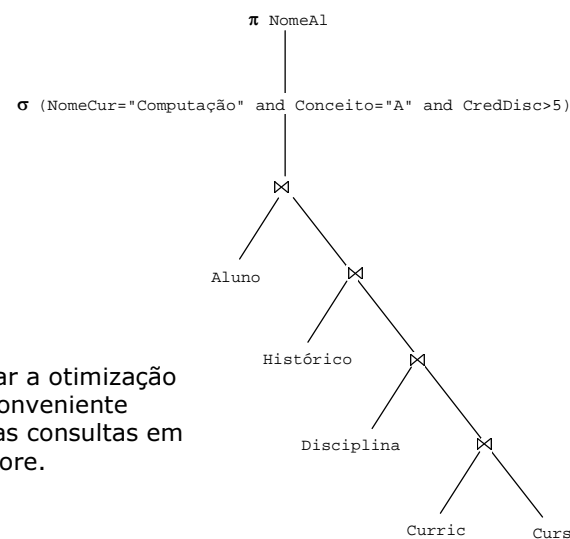 π NomeAl
σ (NomeCur="Computação" and Conceito="A" and CredDisc>5)
⋈
Aluno
⋈
Histórico
⋈
ar a otimização
onveniente
as consultas em
ore.
Disciplina
⋈
Curric
Curs